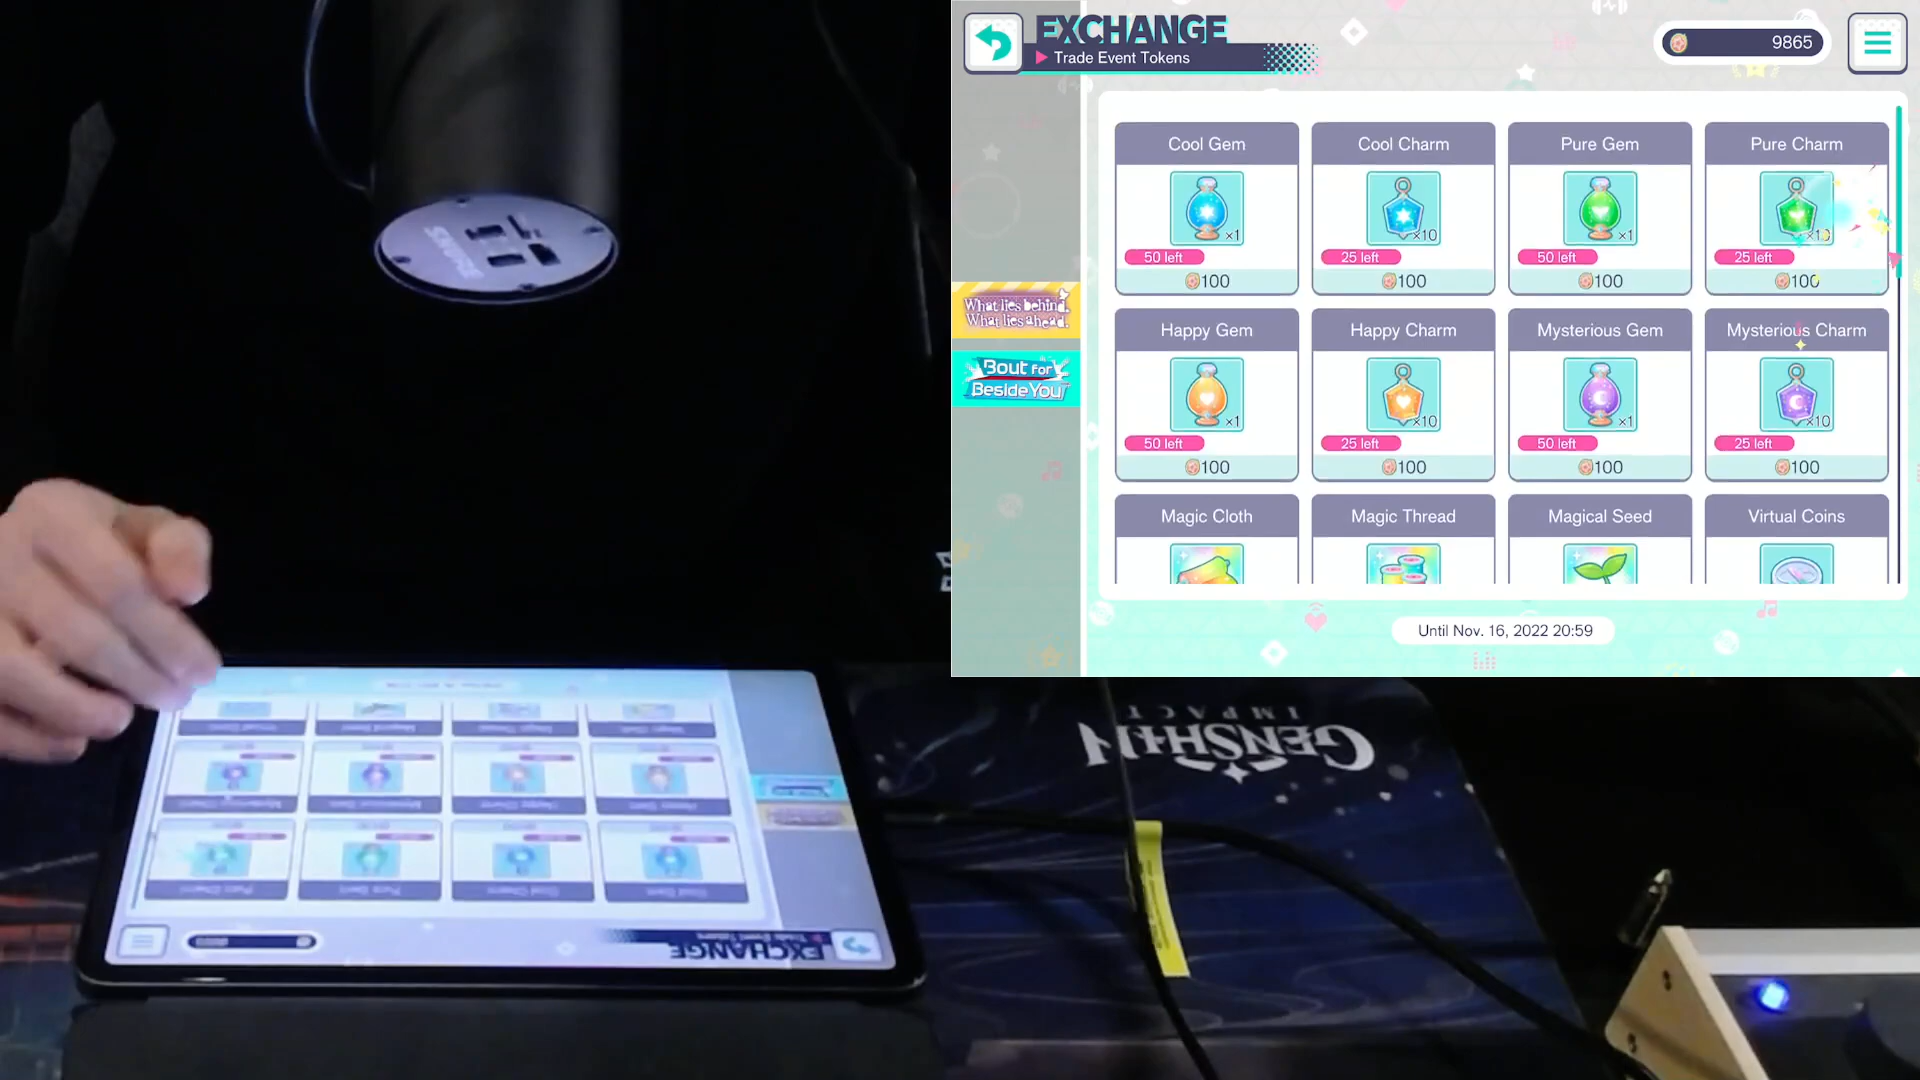 EXCHANGE
Trade Event Tokens
9865
Cool Gem
Cool Charm
Pure Gem
Pure Charm
×1
×10
×1
50 left
25 left
50 left
25 left
100
100
100
100
What lies behind,
What lies ahead.
Bout for
Beside You
Happy Gem
Happy Charm
Mysterious Gem
Mysterious Charm
×1
×10
×1
×10
50 left
25 left
50 left
25 left
100
100
100
100
Magic Cloth
Magic Thread
Magical Seed
Virtual Coins
Until Nov. 16, 2022 20:59
SHURE
GENSHIN
IMPACT
EXCHANGE